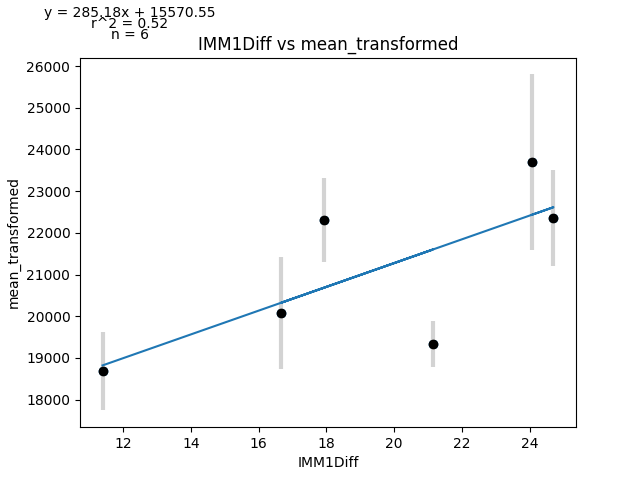 y = 285.18x + 15570.55
r^2 = 0.52
n = 6
IMM1Diff vs mean_transformed
26000
25000
24000
23000
22000
21000
20000
19000
18000
mean_transformed
12 14 16 18 20 22 24
IMM1Diff